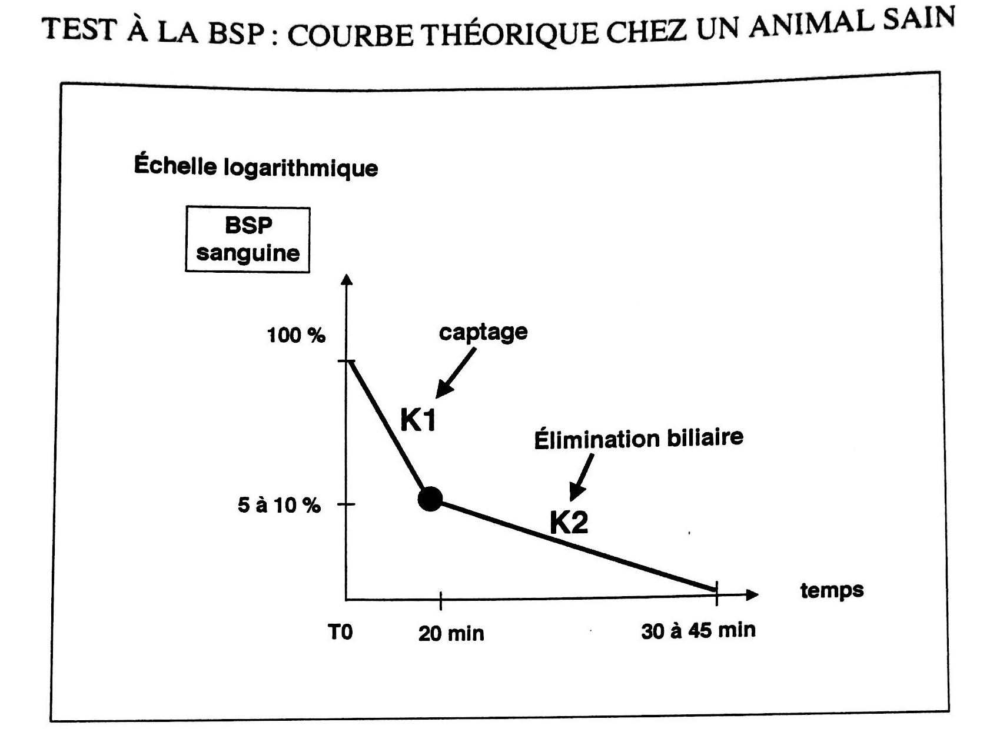 TEST À LA BSP : COURBE THÉORIQUE CHEZ UN ANIMAL SAIN
Échelle logarithmique
BSP
sanguine
100 %
captage
K1
Élimination biliaire
5 à 10 %
K2
temps
T0
20 min
30 à 45 min